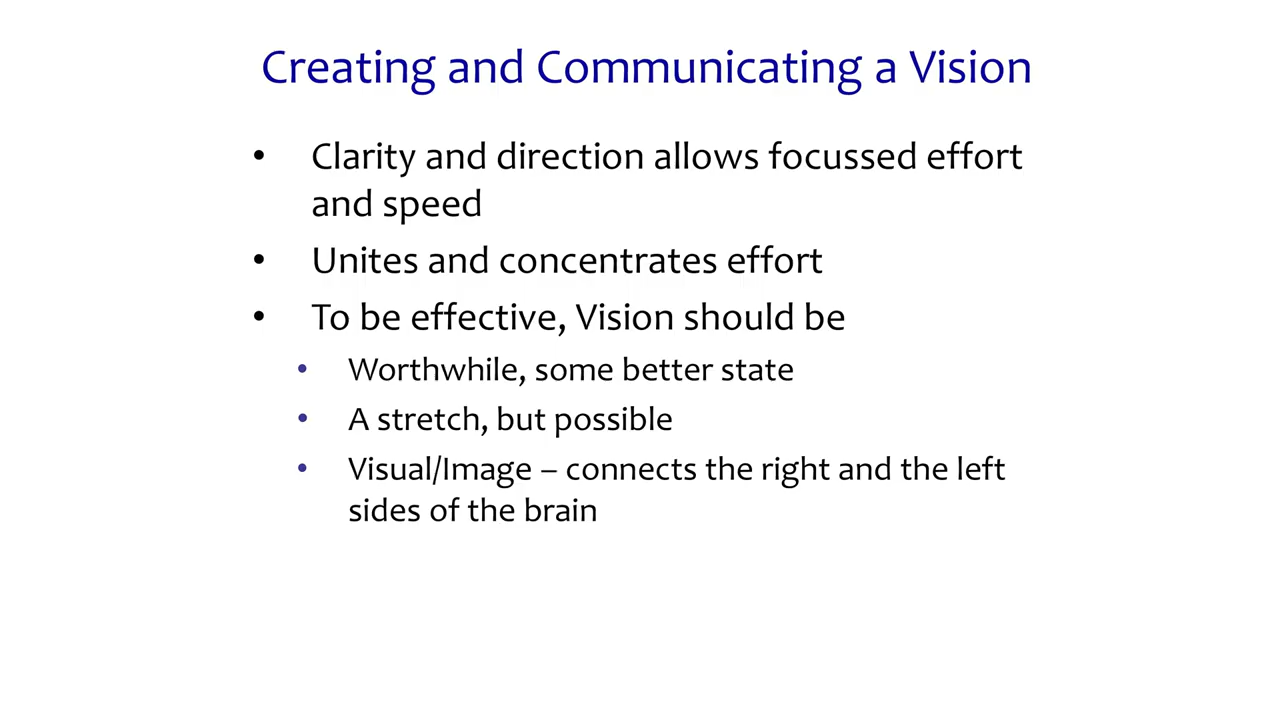 Creating and Communicating a Vision
• Clarity and direction allows focussed effort
and speed
• Unites and concentrates effort
• To be effective, Vision should be
• Worthwhile, some better state
• A stretch, but possible
• Visual/Image – connects the right and the left
sides of the brain